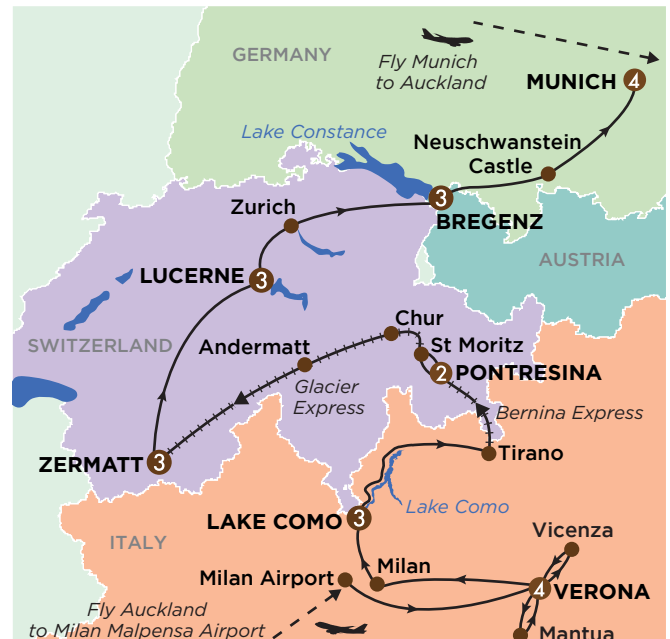 GERMANY
Fly Munich
to Auckland
MUNICH
4
Lake Constance
Neuschwanstein
Castle
3
BREGENZ
Zurich
AUSTRIA
LUCERNE
3
Chur
SWITZERLAND
Andermatt
St Moritz
2
PONTRESINA
Glacier
Express
Bernina Express
ZERMATT
3
Tirano
LAKE COMO
3
Lake Como
ITALY
Vicenza
Milan Airport
Milan
4
VERONA
Fly Auckland
to Milan Malpensa Airport
Mantua